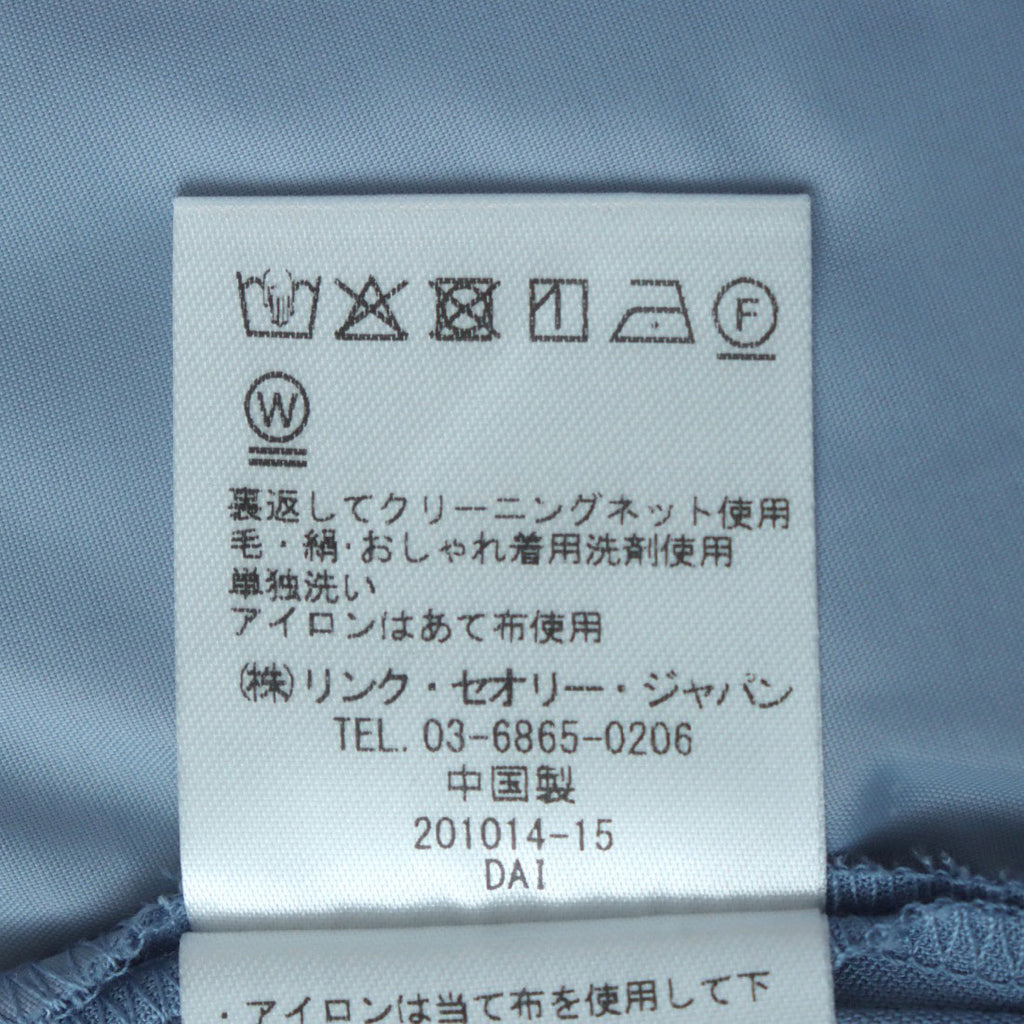 F
W
裏返してクリーニングネット使用
毛・絹・おしゃれ着用洗剤使用
単独洗い
アイロンはあて布使用
(株)リンク・セオリー・ジャパン
TEL. 03-6865-0206
中国製
201014-15
DAI
・アイロンは当て布を使用して下